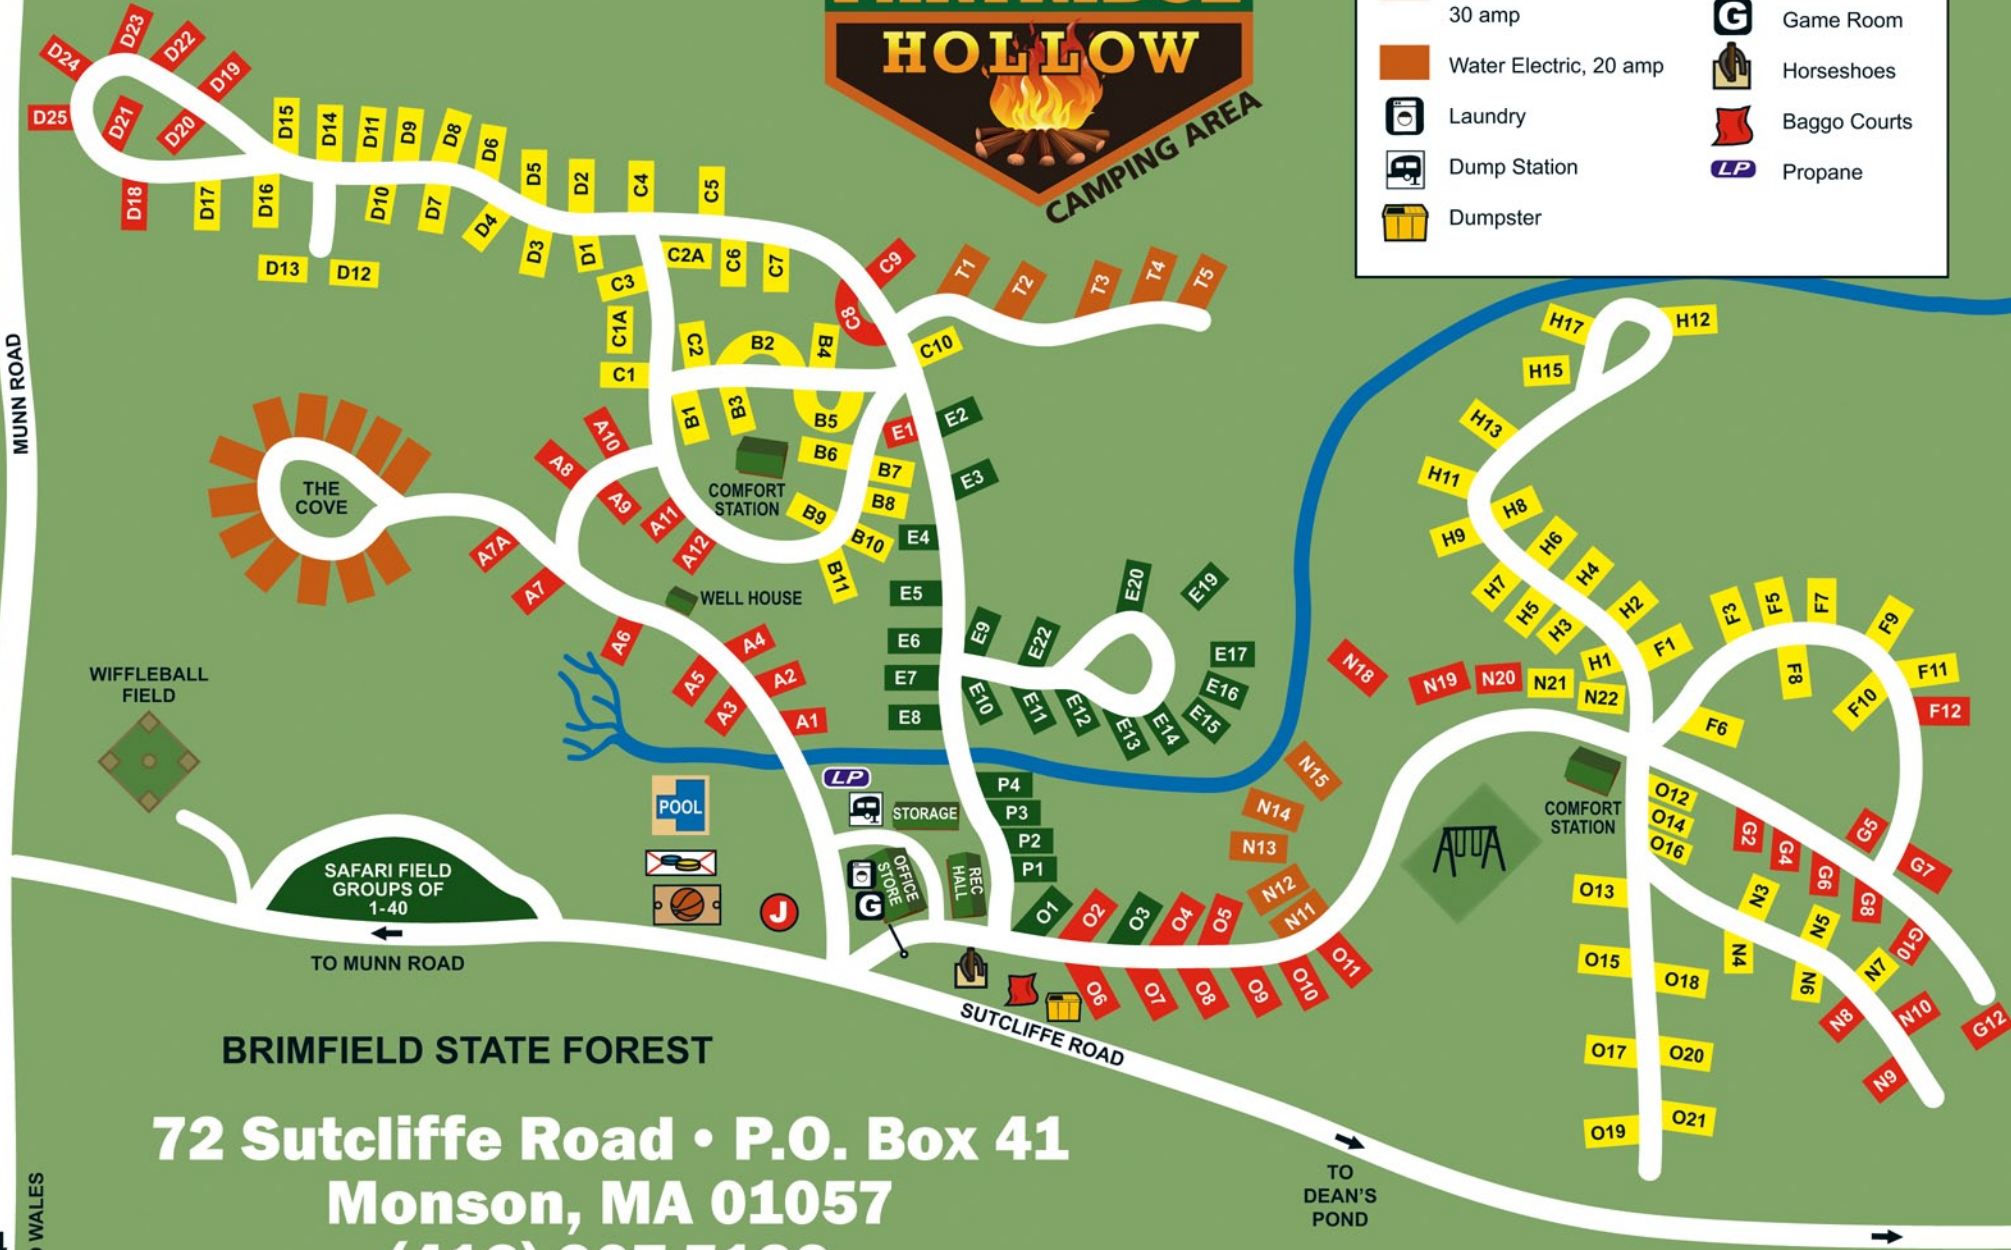 HOLLOW
CAMPING AREA
30 amp
Water Electric, 20 amp
Laundry
Dump Station
Dumpster
G
Game Room
Horseshoes
Baggo Courts
LP
Propane
D24
D23
D22
D19
D25
D21
D20
D18
D17
D16
D15
D14
D11
D9
D8
D6
D10
D7
D4
D5
D3
D2
D1
D13
D12
C4
C5
C2A
C6
C7
C3
C1A
C1
C2
C9
C8
C10
T1
T2
T3
T4
T5
B2
B4
B1
B3
B5
B6
B7
B8
B9
B10
B11
COMFORT
STATION
E1
E2
E3
E4
E5
E6
E7
E8
E9
E22
E20
E19
E17
E16
E15
E14
E13
E12
E11
E10
MUNN ROAD
THE
COVE
A10
A8
A9
A11
A12
A7A
A7
A6
A5
A4
A3
A2
A1
WELL HOUSE
WIFFLEBALL
FIELD
SAFARI FIELD
GROUPS OF
1-40
TO MUNN ROAD
POOL
J
LP
STORAGE
OFFICE
STORE
G
REC
HALL
P4
P3
P2
P1
O1
O2
O3
O4
O5
O6
O7
O8
O9
O10
O11
N11
N12
N13
N14
N15
N18
N19
N20
N21
N22
H17
H12
H15
H13
H11
H8
H9
H6
H7
H4
H5
H2
H3
H1
F1
F3
F5
F7
F9
F8
F11
F10
F12
F6
COMFORT
STATION
O12
O14
O16
O13
O15
O18
O17
O20
O19
O21
G2
G4
G5
G6
G7
G8
G10
G12
N3
N4
N5
N6
N7
N8
N10
N9
SUTCLIFFE ROAD
TO
DEAN'S
POND
BRIMFIELD STATE FOREST
72 Sutcliffe Road • P.O. Box 41
Monson, MA 01057
WALES